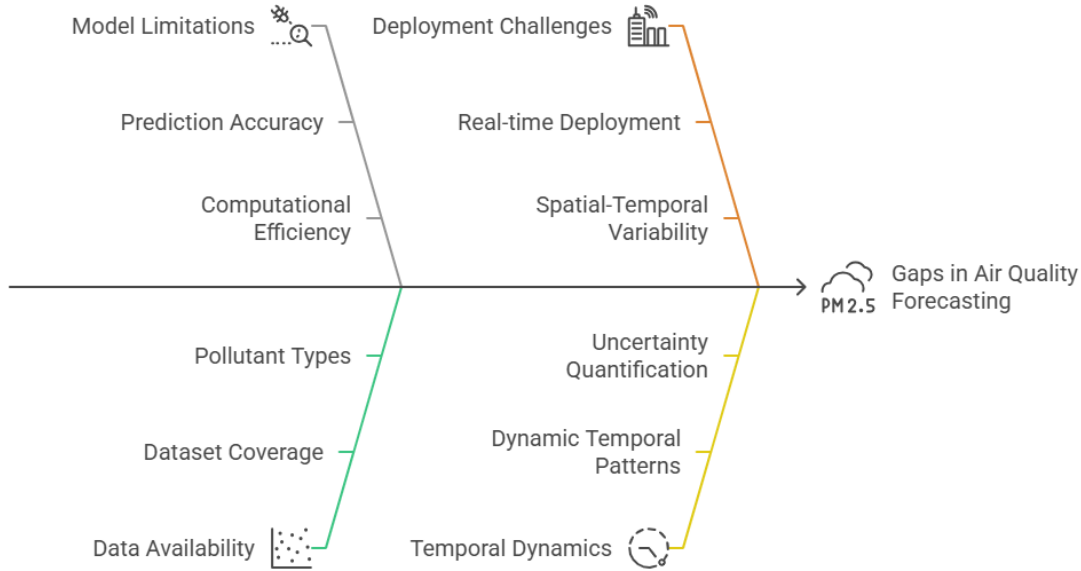 Model Limitations
Deployment Challenges
Prediction Accuracy
Real-time Deployment
Computational
Efficiency
Spatial-Temporal
Variability
PM2.5
Gaps in Air Quality
Forecasting
Pollutant Types
Uncertainty
Quantification
Dataset Coverage
Dynamic Temporal
Patterns
Data Availability
Temporal Dynamics